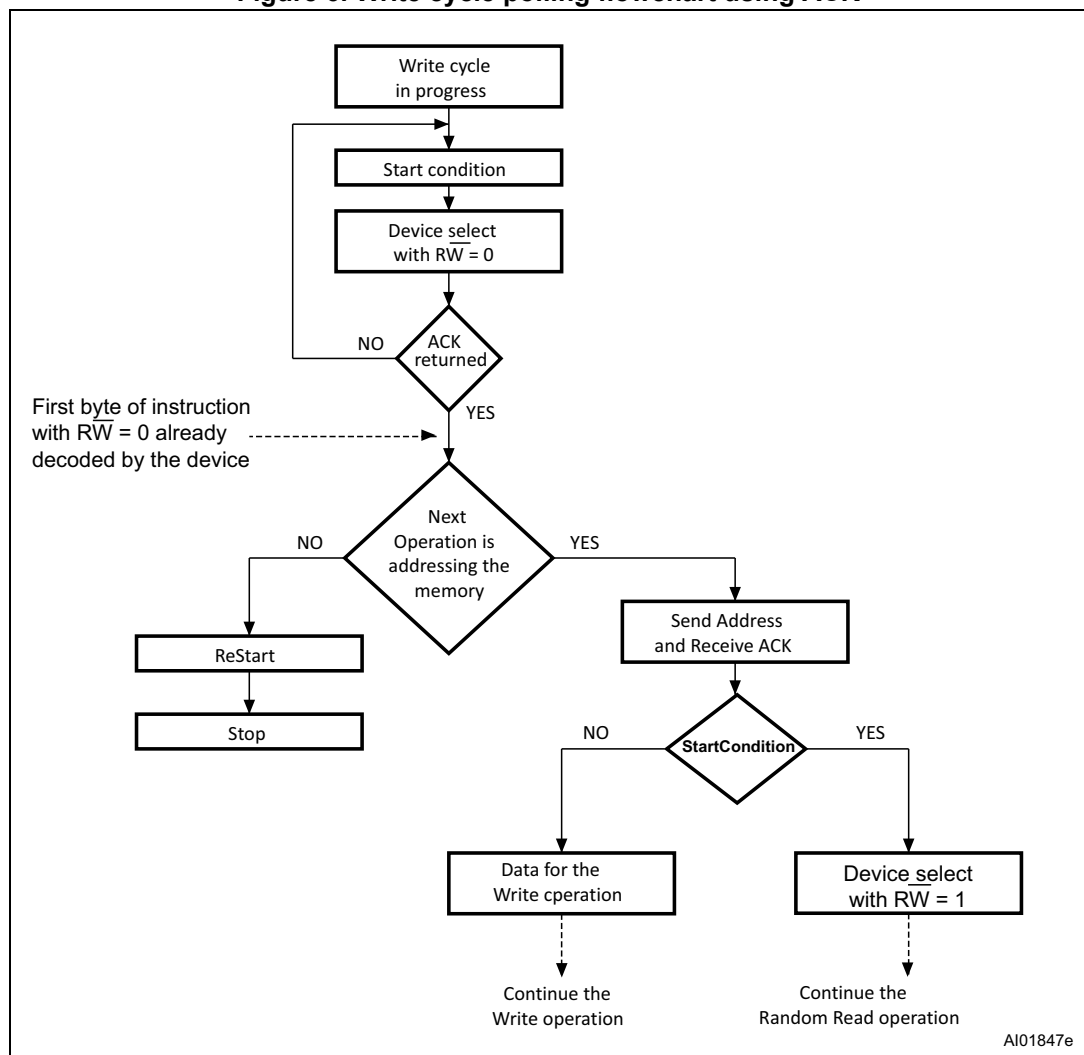 Write cycle
in progress
Start condition
Device select
with RW̅ = 0
NO
ACK
returned
YES
First byte of instruction
with RW̅ = 0 already
decoded by the device
Next
Operation is
addressing the
memory
NO
YES
Send Address
and Receive ACK
ReStart
Stop
NO
StartCondition
YES
Data for the
Write cperation
Device select
with RW̅ = 1
Continue the
Write operation
Continue the
Random Read operation
AI01847e